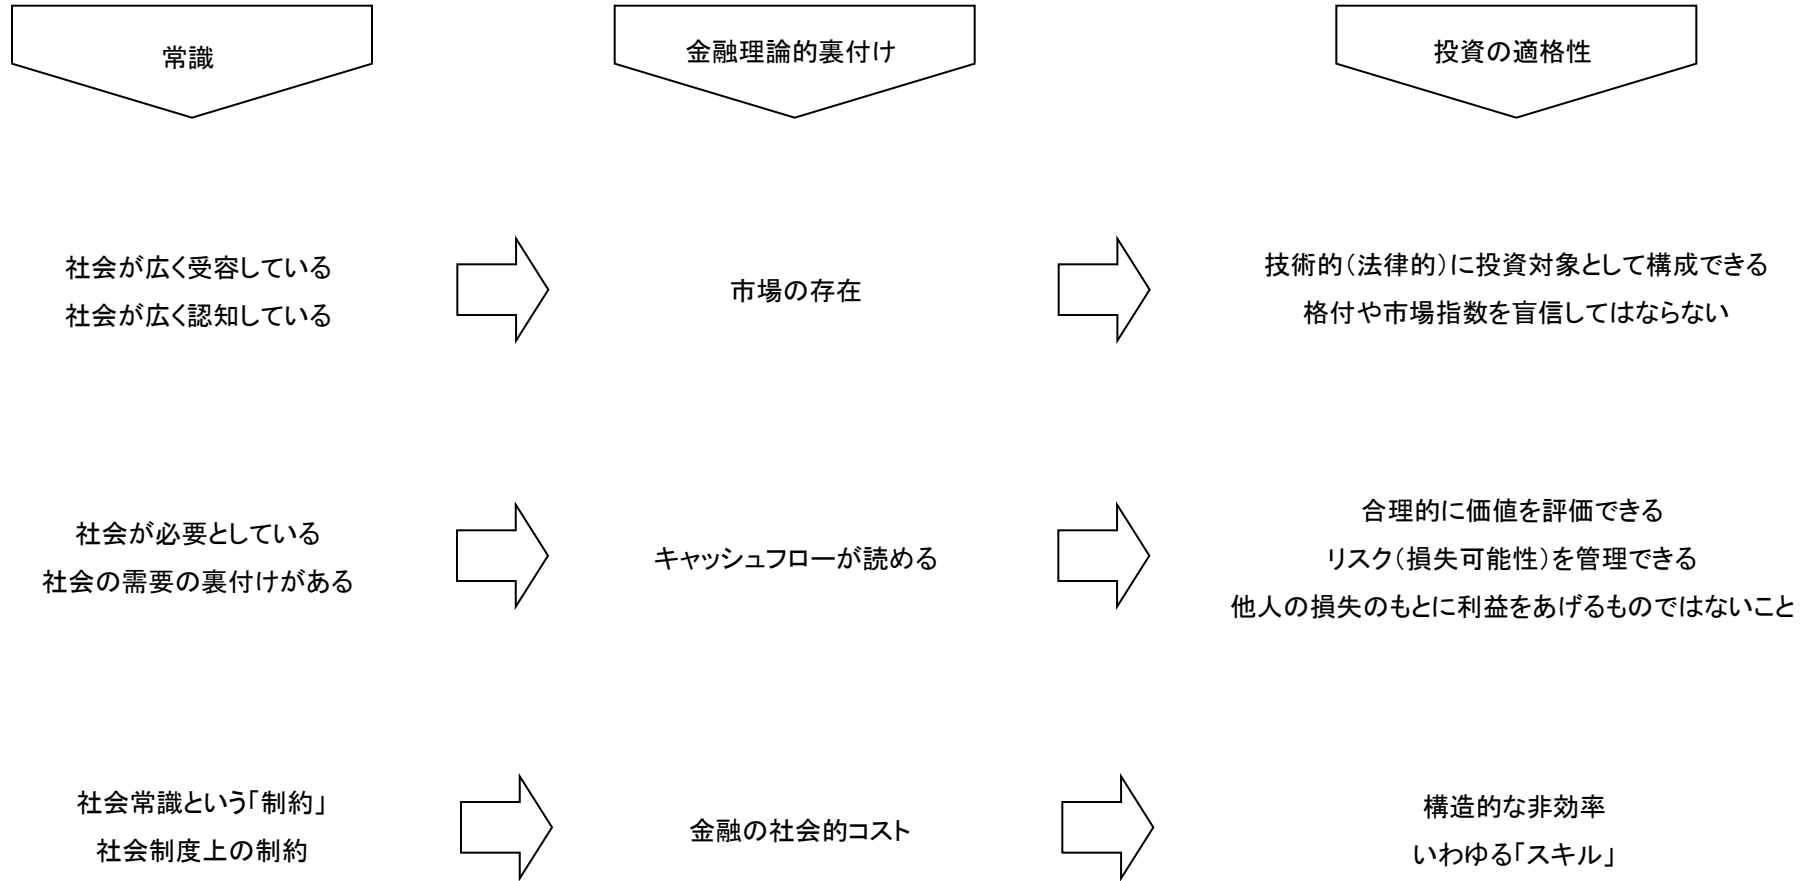 常識
金融理論的裏付け
投資の適格性
社会が広く受容している
社会が広く認知している
市場の存在
技術的（法律的）に投資対象として構成できる
格付や市場指数を盲信してはならない
社会が必要としている
社会の需要の裏付けがある
キャッシュフローが読める
合理的に価値を評価できる
リスク（損失可能性）を管理できる
他人の損失のもとに利益をあげるものではないこと
社会常識という「制約」
社会制度上の制約
金融の社会的コスト
構造的な非効率
いわゆる「スキル」